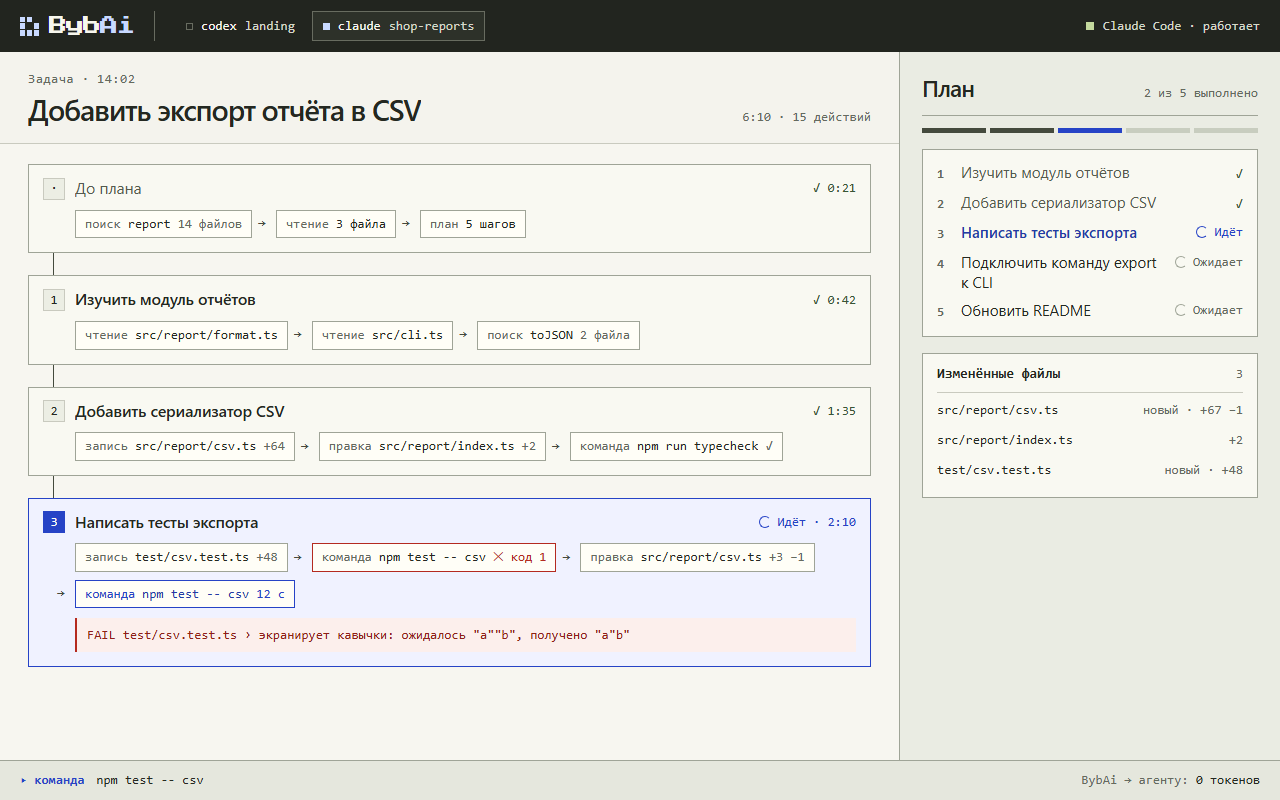 BybAi
codex landing
claude shop-reports
Claude Code · работает
Задача · 14:02
Добавить экспорт отчёта в CSV
6:10 · 15 действий
· До плана
✓ 0:21
поиск report 14 файлов → чтение 3 файла → план 5 шагов
1 Изучить модуль отчётов
✓ 0:42
чтение src/report/format.ts → чтение src/cli.ts → поиск toJSON 2 файла
2 Добавить сериализатор CSV
✓ 1:35
запись src/report/csv.ts +64 → правка src/report/index.ts +2 → команда npm run typecheck ✓
3 Написать тесты экспорта
Идёт · 2:10
запись test/csv.test.ts +48 → команда npm test -- csv ✕ код 1 → правка src/report/csv.ts +3 −1
→ команда npm test -- csv 12 с
FAIL test/csv.test.ts › экранирует кавычки: ожидалось "a""b", получено "a"b"
План
2 из 5 выполнено
1 Изучить модуль отчётов ✓
2 Добавить сериализатор CSV ✓
3 Написать тесты экспорта Идёт
4 Подключить команду export Ожидает
к CLI
5 Обновить README Ожидает
Изменённые файлы 3
src/report/csv.ts новый · +67 −1
src/report/index.ts +2
test/csv.test.ts новый · +48
▸ команда npm test -- csv
BybAi → агенту: 0 токенов